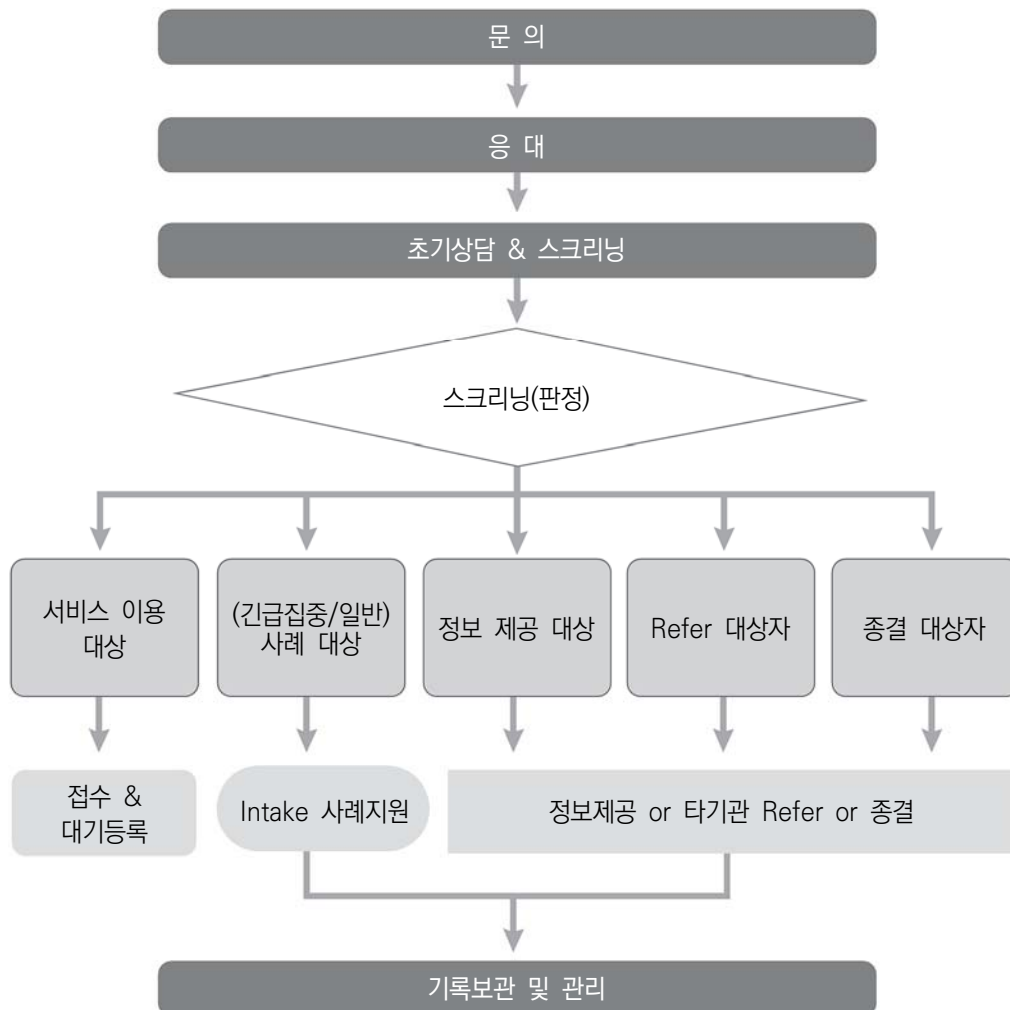 문 의
응 대
초기상담 & 스크리닝
스크리닝(판정)
서비스 이용
대상
(긴급집중/일반)
사례 대상
정보 제공 대상
Refer 대상자
종결 대상자
접수 &
대기등록
Intake 사례지원
정보제공 or 타기관 Refer or 종결
기록보관 및 관리